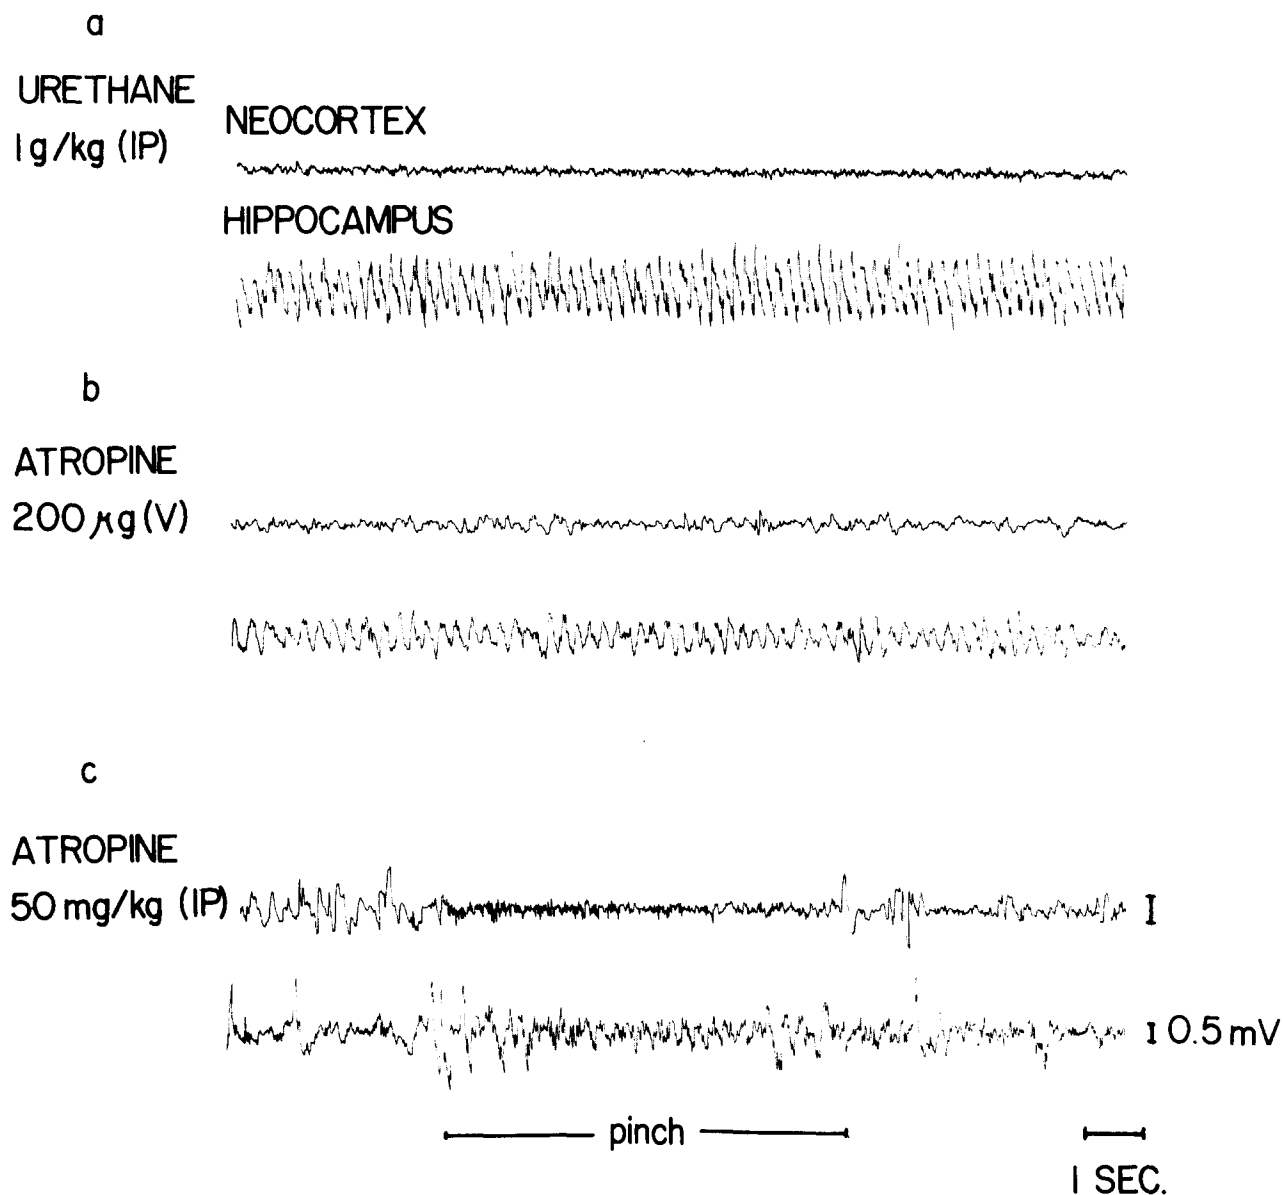 a
URETHANE
1g/kg (IP)
NEOCORTEX
HIPPOCAMPUS
b
ATROPINE
200 μg (V)
c
ATROPINE
50 mg/kg (IP)
0.5 mV
pinch
1 SEC.